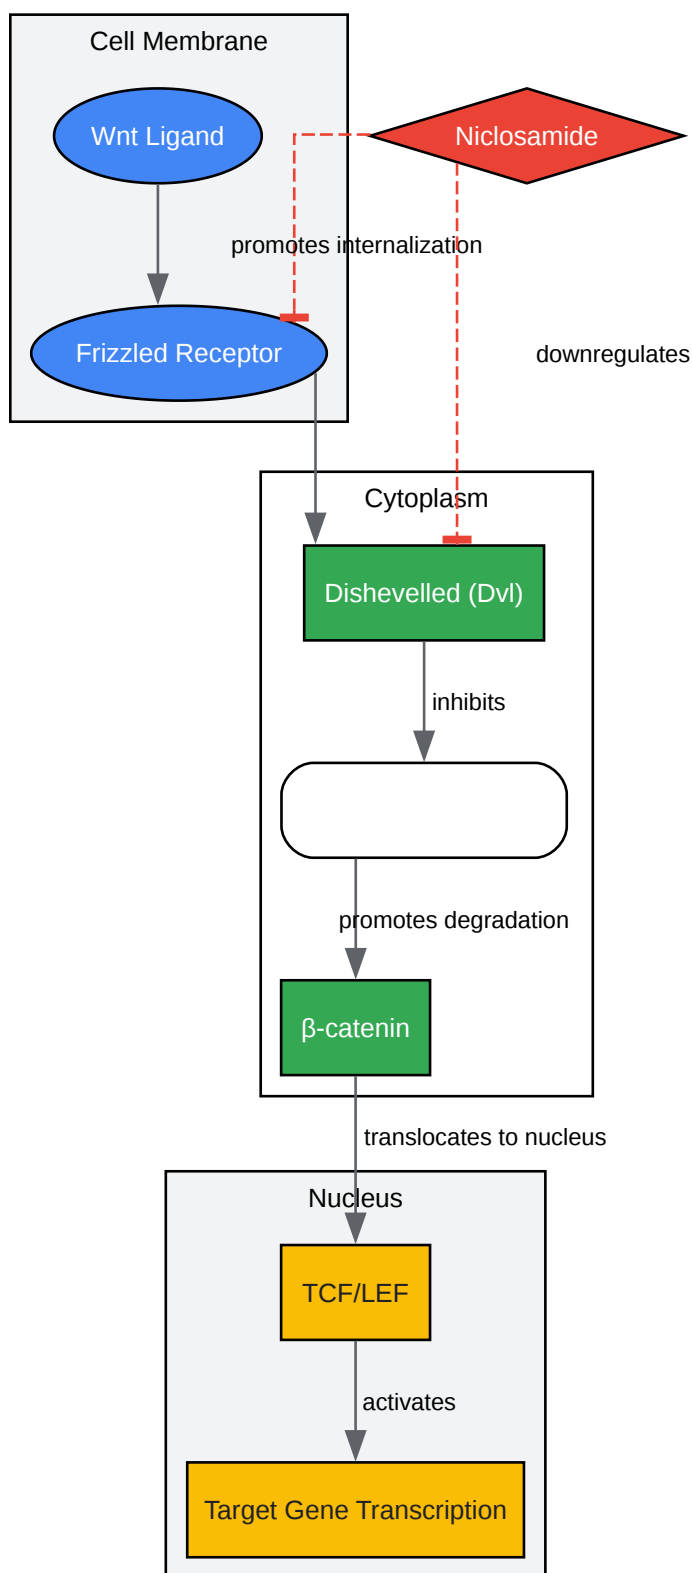 Cell Membrane
Wnt Ligand
Niclosamide
promotes internalization
Frizzled Receptor
downregulates
Cytoplasm
Dishevelled (Dvl)
inhibits
promotes degradation
β-catenin
translocates to nucleus
Nucleus
TCF/LEF
activates
Target Gene Transcription